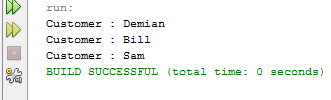 run:
Customer : Demian
Customer : Bill
Customer : Sam
BUILD SUCCESSFUL (total time: 0 seconds)